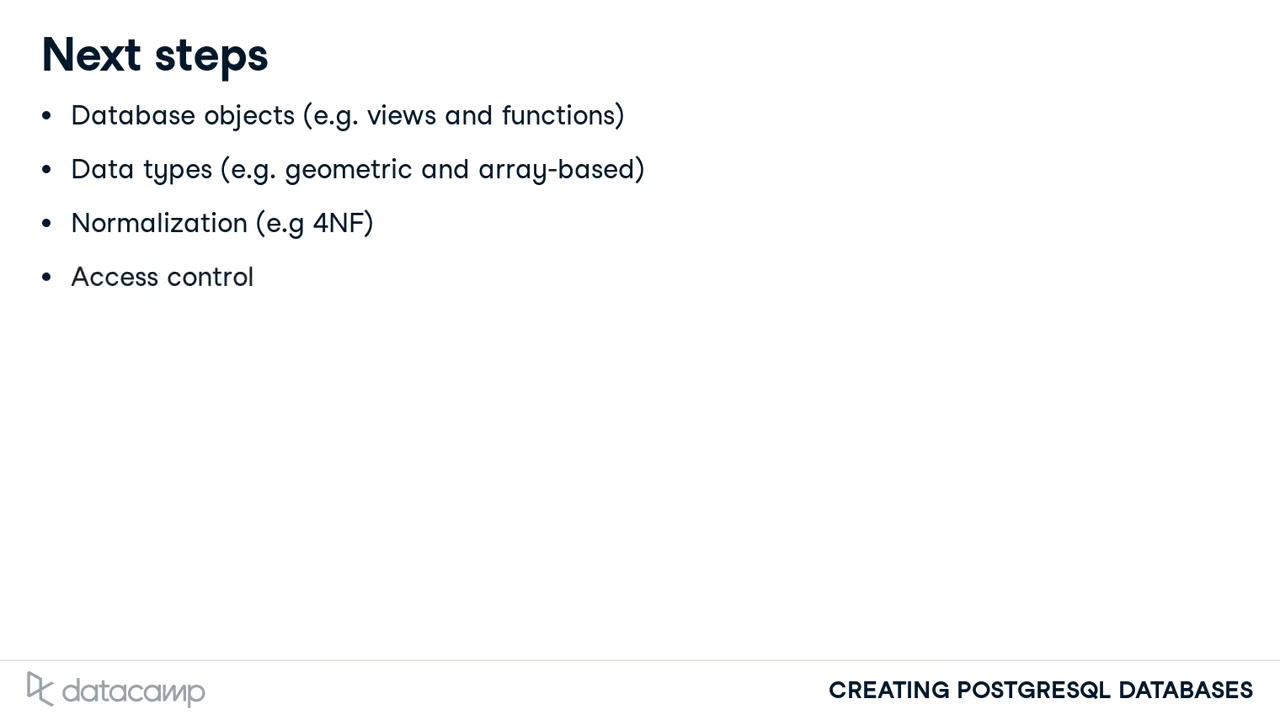 Next steps
• Database objects (e.g. views and functions)
• Data types (e.g. geometric and array-based)
• Normalization (e.g 4NF)
• Access control
datacamp
CREATING POSTGRESQL DATABASES